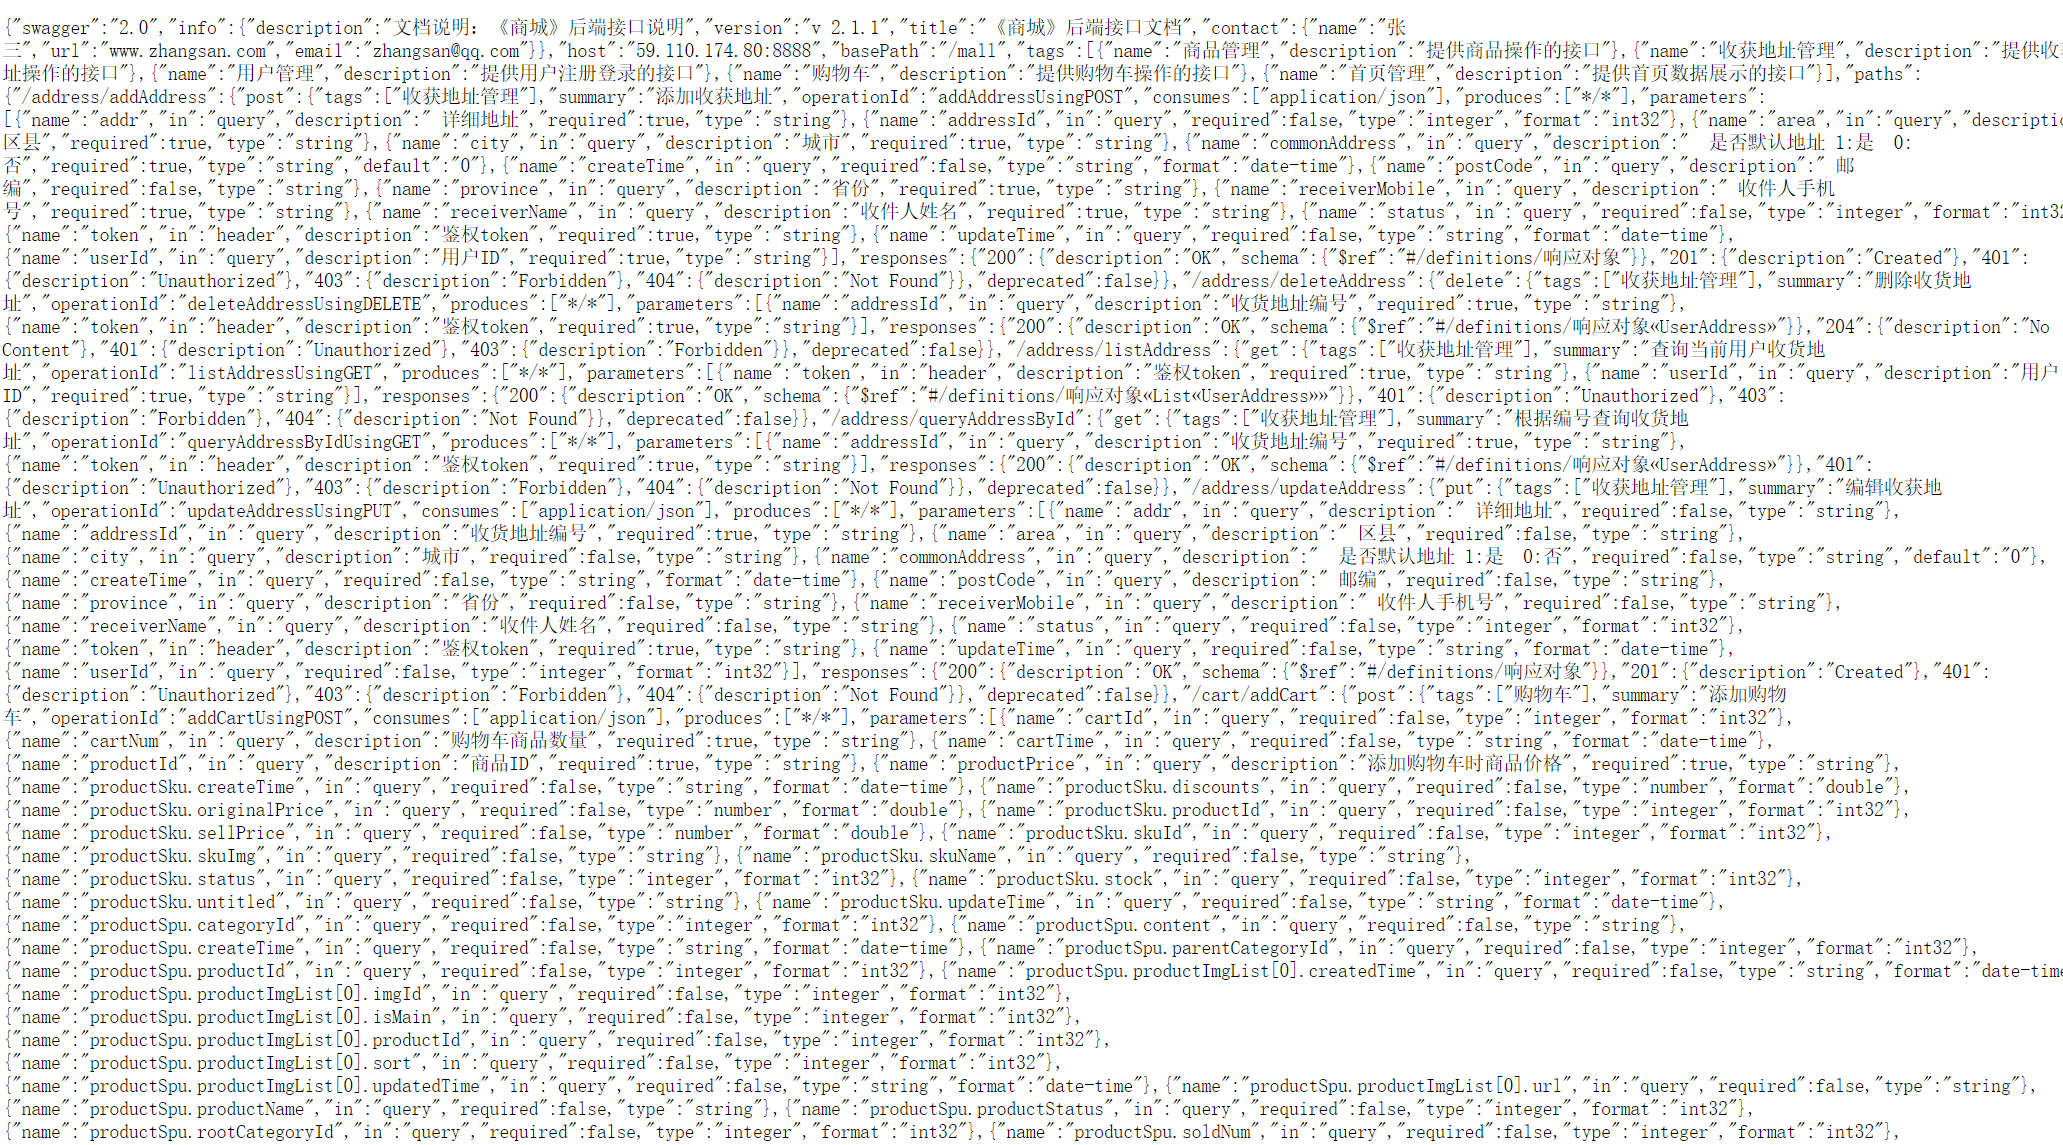 {"swagger":"2.0","info":{"description":"文档说明: 《商城》后端接口说明","version":"v 2.1.1","title":"《商城》后端接口文档","contact":{"name":"张
三","url":"www.zhangsan.com","email":"zhangsan@qq.com"}},"host":"59.110.174.80:8888","basePath":"/mall","tags":[{"name":"商品管理","description":"提供商品操作的接口"},{"name":"收获地址管理","description":"提供收
址操作的接口"},{"name":"用户管理","description":"提供用户注册登录的接口"},{"name":"购物车","description":"提供购物车操作的接口"},{"name":"首页管理","description":"提供首页数据展示的接口"}],"paths":
{"/address/addAddress":{"post":{"tags":["收获地址管理"],"summary":"添加收获地址","operationId":"addAddressUsingPOST","consumes":["application/json"],"produces":["*/*"],"parameters":
[{"name":"addr","in":"query","description":" 详细地址","required":true,"type":"string"},{"name":"addressId","in":"query","required":false,"type":"integer","format":"int32"},{"name":"area","in":"query","descriptio
区县","required":true,"type":"string"},{"name":"city","in":"query","description":"城市","required":true,"type":"string"},{"name":"commonAddress","in":"query","description":"  是否默认地址 1:是  0:
否","required":true,"type":"string","default":"0"},{"name":"createTime","in":"query","required":false,"type":"string","format":"date-time"},{"name":"postCode","in":"query","description":" 邮
编","required":false,"type":"string"},{"name":"province","in":"query","description":"省份","required":true,"type":"string"},{"name":"receiverMobile","in":"query","description":" 收件人手机
号","required":true,"type":"string"},{"name":"receiverName","in":"query","description":"收件人姓名","required":true,"type":"string"},{"name":"status","in":"query","required":false,"type":"integer","format":"int32
{"name":"token","in":"header","description":"鉴权token","required":true,"type":"string"},{"name":"updateTime","in":"query","required":false,"type":"string","format":"date-time"},
{"name":"userId","in":"query","description":"用户ID","required":true,"type":"string"}],"responses":{"200":{"description":"OK","schema":{"$ref":"#/definitions/响应对象"}},"201":{"description":"Created"},"401":
{"description":"Unauthorized"},"403":{"description":"Forbidden"},"404":{"description":"Not Found"}},"deprecated":false}},"/address/deleteAddress":{"delete":{"tags":["收获地址管理"],"summary":"删除收货地
址","operationId":"deleteAddressUsingDELETE","produces":["*/*"],"parameters":[{"name":"addressId","in":"query","description":"收货地址编号","required":true,"type":"string"},
{"name":"token","in":"header","description":"鉴权token","required":true,"type":"string"}],"responses":{"200":{"description":"OK","schema":{"$ref":"#/definitions/响应对象«UserAddress»"}},"204":{"description":"No
Content"},"401":{"description":"Unauthorized"},"403":{"description":"Forbidden"}},"deprecated":false}},"/address/listAddress":{"get":{"tags":["收获地址管理"],"summary":"查询当前用户收货地
址","operationId":"listAddressUsingGET","produces":["*/*"],"parameters":[{"name":"token","in":"header","description":"鉴权token","required":true,"type":"string"},{"name":"userId","in":"query","description":"用户
ID","required":true,"type":"string"}],"responses":{"200":{"description":"OK","schema":{"$ref":"#/definitions/响应对象«List«UserAddress»»"}},"401":{"description":"Unauthorized"},"403":
{"description":"Forbidden"},"404":{"description":"Not Found"}},"deprecated":false}},"/address/queryAddressById":{"get":{"tags":["收获地址管理"],"summary":"根据编号查询收货地
址","operationId":"queryAddressByIdUsingGET","produces":["*/*"],"parameters":[{"name":"addressId","in":"query","description":"收货地址编号","required":true,"type":"string"},
{"name":"token","in":"header","description":"鉴权token","required":true,"type":"string"}],"responses":{"200":{"description":"OK","schema":{"$ref":"#/definitions/响应对象«UserAddress»"}},"401":
{"description":"Unauthorized"},"403":{"description":"Forbidden"},"404":{"description":"Not Found"}},"deprecated":false}},"/address/updateAddress":{"put":{"tags":["收获地址管理"],"summary":"编辑收获地
址","operationId":"updateAddressUsingPUT","consumes":["application/json"],"produces":["*/*"],"parameters":[{"name":"addr","in":"query","description":" 详细地址","required":false,"type":"string"},
{"name":"addressId","in":"query","description":"收货地址编号","required":true,"type":"string"},{"name":"area","in":"query","description":" 区县","required":false,"type":"string"},
{"name":"city","in":"query","description":"城市","required":false,"type":"string"},{"name":"commonAddress","in":"query","description":"  是否默认地址 1:是  0:否","required":false,"type":"string","default":"0"},
{"name":"createTime","in":"query","required":false,"type":"string","format":"date-time"},{"name":"postCode","in":"query","description":" 邮编","required":false,"type":"string"},
{"name":"province","in":"query","description":"省份","required":false,"type":"string"},{"name":"receiverMobile","in":"query","description":" 收件人手机号","required":false,"type":"string"},
{"name":"receiverName","in":"query","description":"收件人姓名","required":false,"type":"string"},{"name":"status","in":"query","required":false,"type":"integer","format":"int32"},
{"name":"token","in":"header","description":"鉴权token","required":true,"type":"string"},{"name":"updateTime","in":"query","required":false,"type":"string","format":"date-time"},
{"name":"userId","in":"query","required":false,"type":"integer","format":"int32"}],"responses":{"200":{"description":"OK","schema":{"$ref":"#/definitions/响应对象"}},"201":{"description":"Created"},"401":
{"description":"Unauthorized"},"403":{"description":"Forbidden"},"404":{"description":"Not Found"}},"deprecated":false}},"/cart/addCart":{"post":{"tags":["购物车"],"summary":"添加购物
车","operationId":"addCartUsingPOST","consumes":["application/json"],"produces":["*/*"],"parameters":[{"name":"cartId","in":"query","required":false,"type":"integer","format":"int32"},
{"name":"cartNum","in":"query","description":"购物车商品数量","required":true,"type":"string"},{"name":"cartTime","in":"query","required":false,"type":"string","format":"date-time"},
{"name":"productId","in":"query","description":"商品ID","required":true,"type":"string"},{"name":"productPrice","in":"query","description":"添加购物车时商品价格","required":true,"type":"string"},
{"name":"productSku.createTime","in":"query","required":false,"type":"string","format":"date-time"},{"name":"productSku.discounts","in":"query","required":false,"type":"number","format":"double"},
{"name":"productSku.originalPrice","in":"query","required":false,"type":"number","format":"double"},{"name":"productSku.productId","in":"query","required":false,"type":"integer","format":"int32"},
{"name":"productSku.sellPrice","in":"query","required":false,"type":"number","format":"double"},{"name":"productSku.skuId","in":"query","required":false,"type":"integer","format":"int32"},
{"name":"productSku.skuImg","in":"query","required":false,"type":"string"},{"name":"productSku.skuName","in":"query","required":false,"type":"string"},
{"name":"productSku.status","in":"query","required":false,"type":"integer","format":"int32"},{"name":"productSku.stock","in":"query","required":false,"type":"integer","format":"int32"},
{"name":"productSku.untitled","in":"query","required":false,"type":"string"},{"name":"productSku.updateTime","in":"query","required":false,"type":"string","format":"date-time"},
{"name":"productSpu.categoryId","in":"query","required":false,"type":"integer","format":"int32"},{"name":"productSpu.content","in":"query","required":false,"type":"string"},
{"name":"productSpu.createTime","in":"query","required":false,"type":"string","format":"date-time"},{"name":"productSpu.parentCategoryId","in":"query","required":false,"type":"integer","format":"int32"},
{"name":"productSpu.productId","in":"query","required":false,"type":"integer","format":"int32"},{"name":"productSpu.productImgList[0].createdTime","in":"query","required":false,"type":"string","format":"date-time
{"name":"productSpu.productImgList[0].imgId","in":"query","required":false,"type":"integer","format":"int32"},
{"name":"productSpu.productImgList[0].isMain","in":"query","required":false,"type":"integer","format":"int32"},
{"name":"productSpu.productImgList[0].productId","in":"query","required":false,"type":"integer","format":"int32"},
{"name":"productSpu.productImgList[0].sort","in":"query","required":false,"type":"integer","format":"int32"},
{"name":"productSpu.productImgList[0].updatedTime","in":"query","required":false,"type":"string","format":"date-time"},{"name":"productSpu.productImgList[0].url","in":"query","required":false,"type":"string"},
{"name":"productSpu.productName","in":"query","required":false,"type":"string"},{"name":"productSpu.productStatus","in":"query","required":false,"type":"integer","format":"int32"},
{"name":"productSpu.rootCategoryId","in":"query","required":false,"type":"integer","format":"int32"},{"name":"productSpu.soldNum","in":"query","required":false,"type":"integer","format":"int32"},